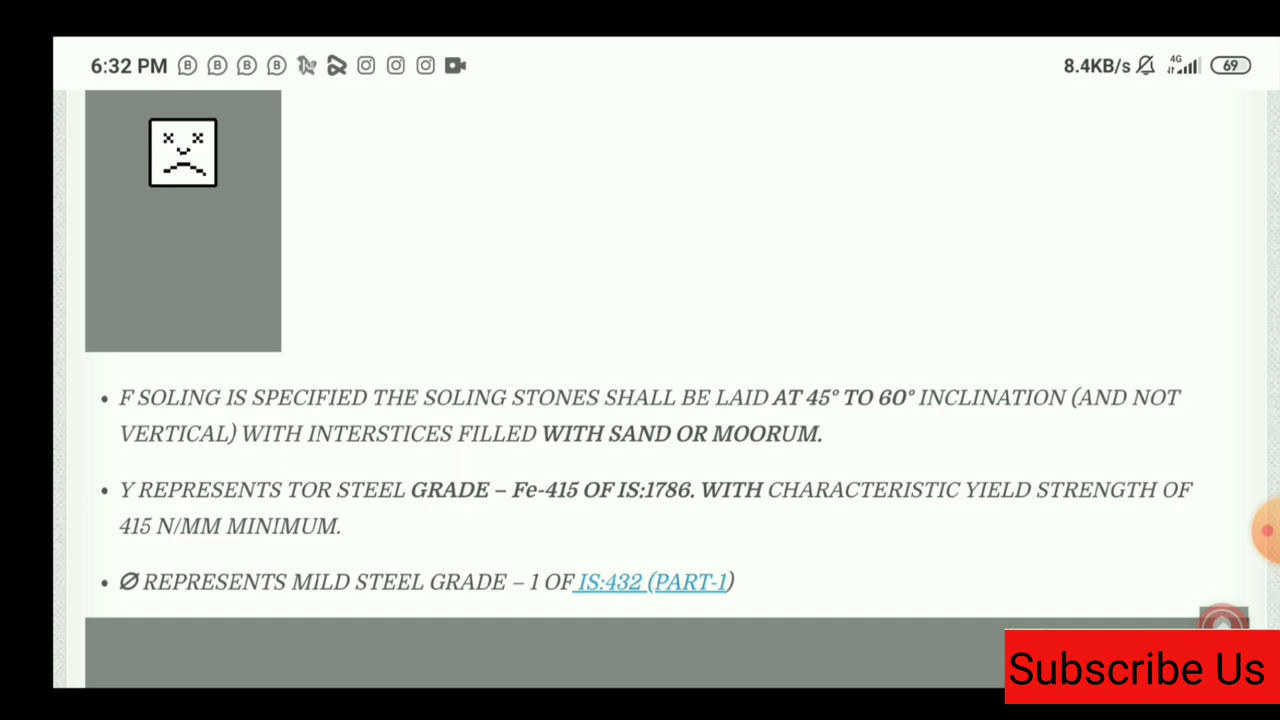 6:32 PM 8.4KB/s 4G 69
F SOLING IS SPECIFIED THE SOLING STONES SHALL BE LAID AT 45° TO 60° INCLINATION (AND NOT
VERTICAL) WITH INTERSTICES FILLED WITH SAND OR MOORUM.
Y REPRESENTS TOR STEEL GRADE – Fe-415 OF IS:1786. WITH CHARACTERISTIC YIELD STRENGTH OF
415 N/MM MINIMUM.
Ø REPRESENTS MILD STEEL GRADE – 1 OF IS:432 (PART-1)
Subscribe Us